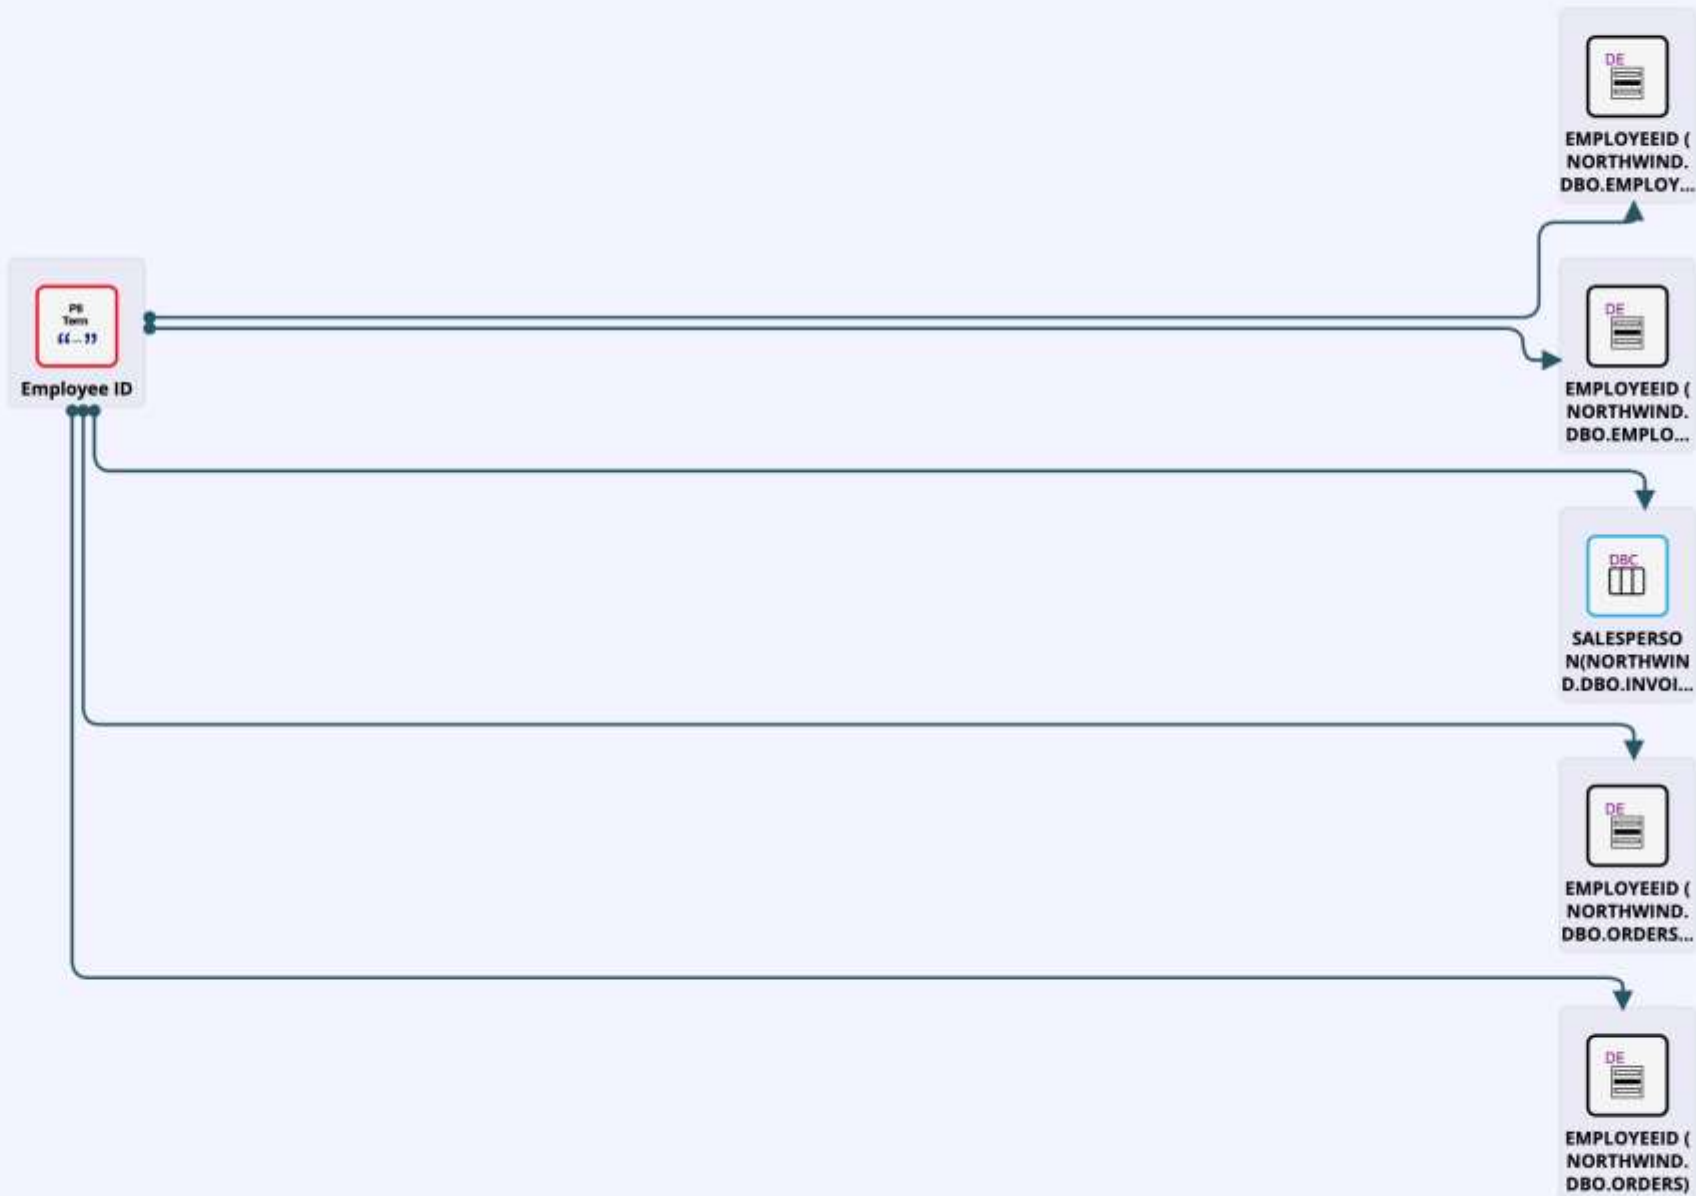 DE
EMPLOYEEID (
NORTHWIND.
DBO.EMPLOY...
Term
“...”
Employee ID
DE
EMPLOYEEID (
NORTHWIND.
DBO.EMPLO...
DBC
SALESPERSO
N(NORTHWIN
D.DBO.INVOI...
DE
EMPLOYEEID (
NORTHWIND.
DBO.ORDERS...
DE
EMPLOYEEID (
NORTHWIND.
DBO.ORDERS)